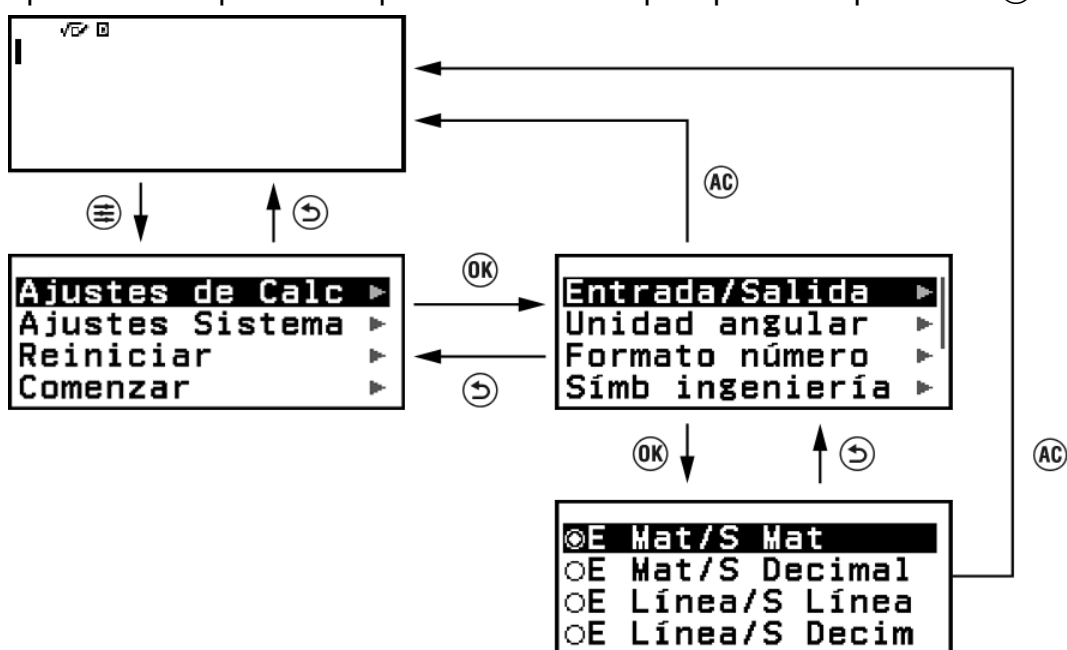 √□ D
AC
Ajustes de Calc
Ajustes Sistema
Reiniciar
Comenzar
OK
Entrada/Salida
Unidad angular
Formato número
Símb ingeniería
OK
AC
E Mat/S Mat
E Mat/S Decimal
E Línea/S Línea
E Línea/S Decim